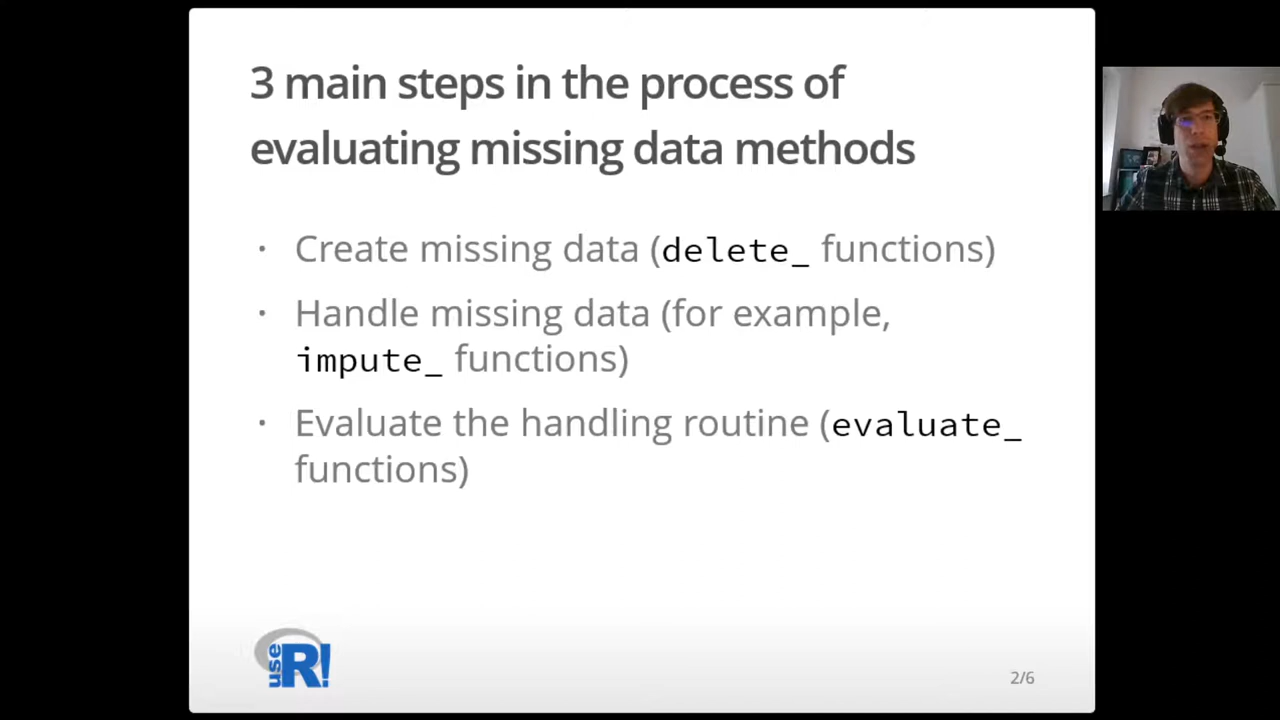 3 main steps in the process of
evaluating missing data methods
· Create missing data (delete_ functions)
· Handle missing data (for example,
impute_ functions)
· Evaluate the handling routine (evaluate_
functions)
use R!
2/6